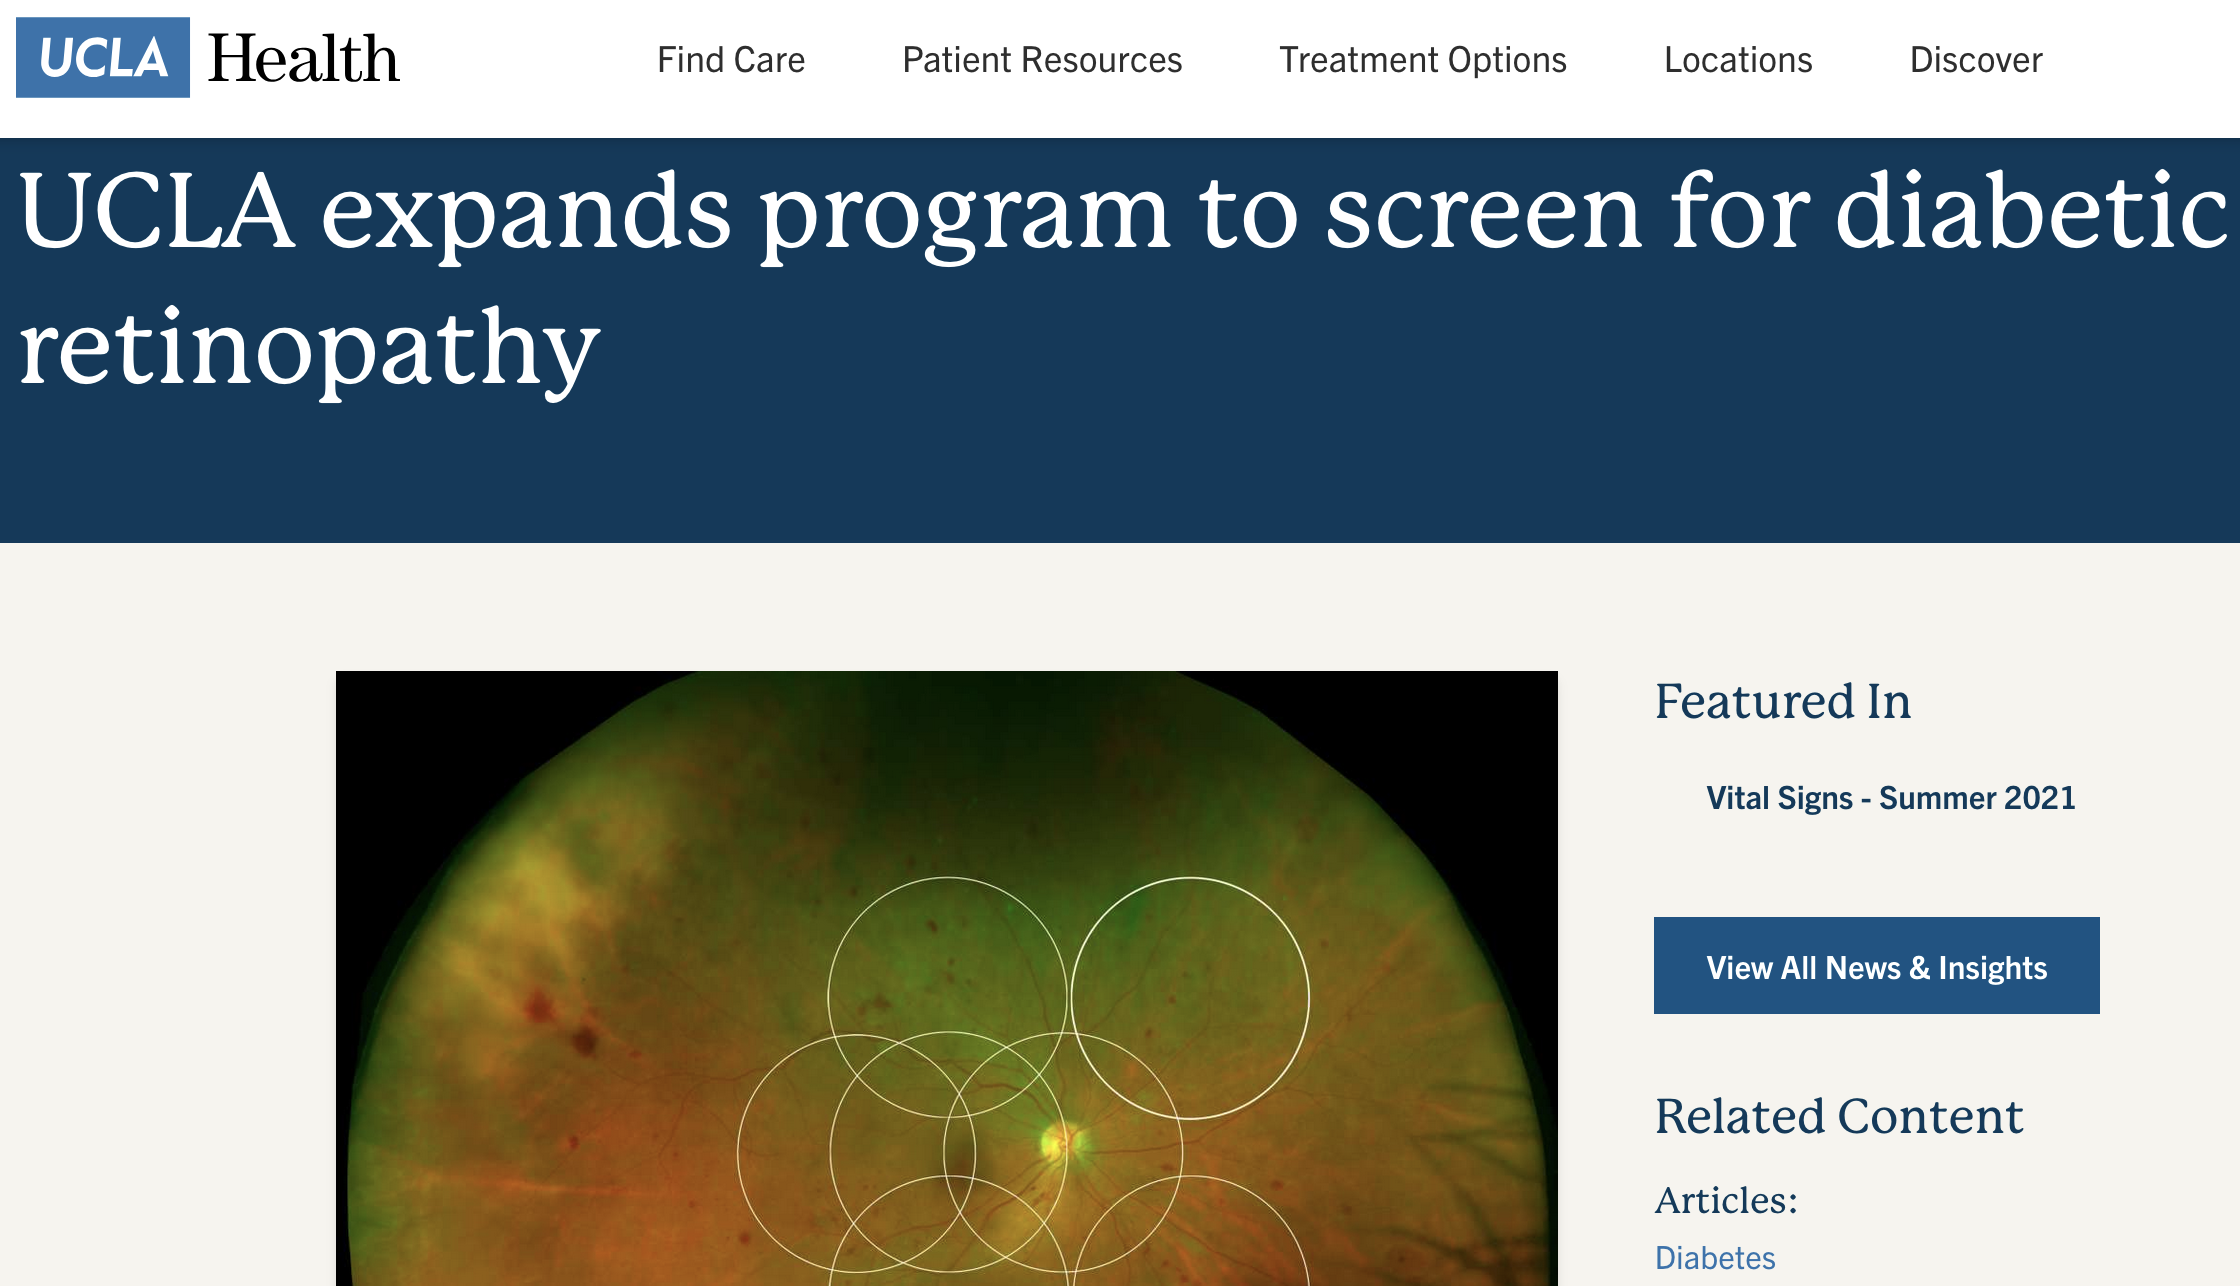 UCLA Health
Find Care
Patient Resources
Treatment Options
Locations
Discover
UCLA expands program to screen for diabetic
retinopathy
Featured In
Vital Signs - Summer 2021
View All News & Insights
Related Content
Articles:
Diabetes